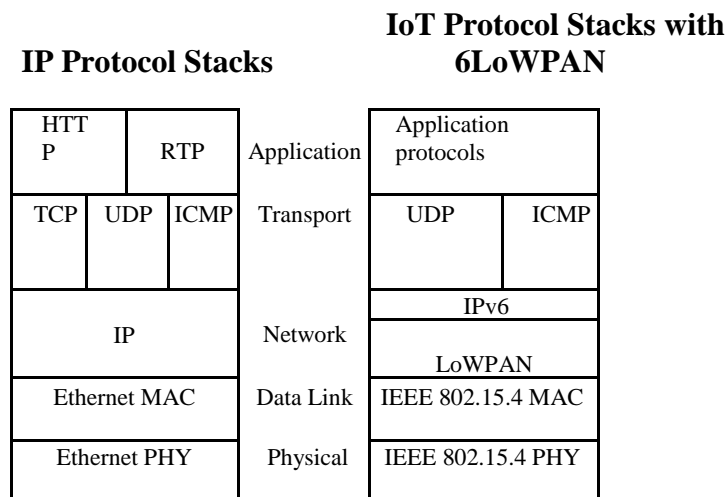 IoT Protocol Stacks with
IP Protocol Stacks 6LoWPAN
HTT
P
RTP
Application
Application
protocols
TCP UDP ICMP Transport UDP ICMP
IPv6
IP Network
LoWPAN
Ethernet MAC Data Link IEEE 802.15.4 MAC
Ethernet PHY Physical IEEE 802.15.4 PHY